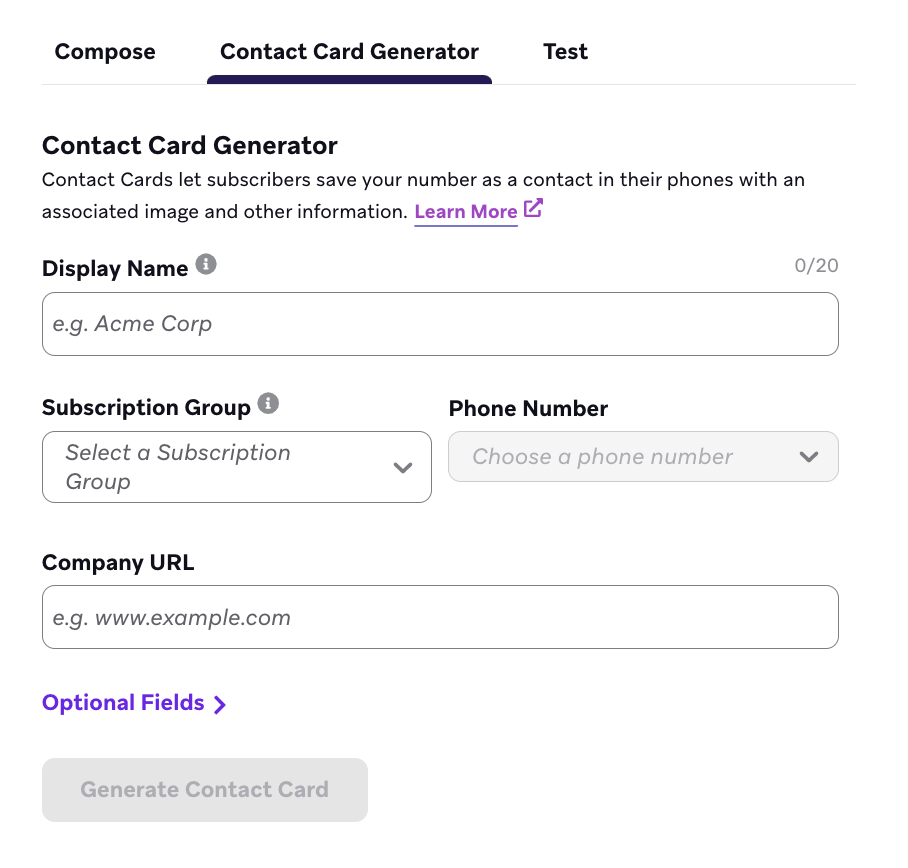 Compose Contact Card Generator Test
Contact Card Generator
Contact Cards let subscribers save your number as a contact in their phones with an
associated image and other information. Learn More
Display Name 0/20
e.g. Acme Corp
Subscription Group Phone Number
Select a Subscription
Group
Choose a phone number
Company URL
e.g. www.example.com
Optional Fields
Generate Contact Card